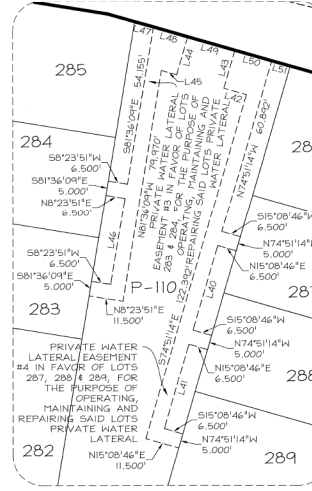 L47
L48
L49
L50
L51
L43
L44
L45
L42
285
54.155'
S81°36'09"E
79.970'
N81°36'09"W
PRIVATE WATER LATERAL
EASEMENT #3 IN FAVOR OF LOTS
283 & 284, FOR THE PURPOSE OF
OPERATING, MAINTAINING AND
REPAIRING SAID LOTS PRIVATE
WATER LATERAL
60.892'
N74°51'14"W
122.392'
S74°51'14"E
284
S8°23'51"W
6.500'
S81°36'09"E
5.000'
N8°23'51"E
6.500'
L46
S8°23'51"W
6.500'
S81°36'09"E
5.000'
283
N8°23'51"E
11.500'
P-110
S15°08'46"W
6.500'
N74°51'14"W
5.000'
N15°08'46"E
6.500'
L40
S15°08'46"W
6.500'
N74°51'14"W
5.000'
N15°08'46"E
6.500'
288
L41
PRIVATE WATER
LATERAL EASEMENT
#4 IN FAVOR OF LOTS
287, 288 & 289, FOR
THE PURPOSE OF
OPERATING,
MAINTAINING AND
REPAIRING SAID LOTS
PRIVATE WATER
LATERAL
S15°08'46"W
6.500'
N74°51'14"W
5.000'
N15°08'46"E
11.500'
282
289